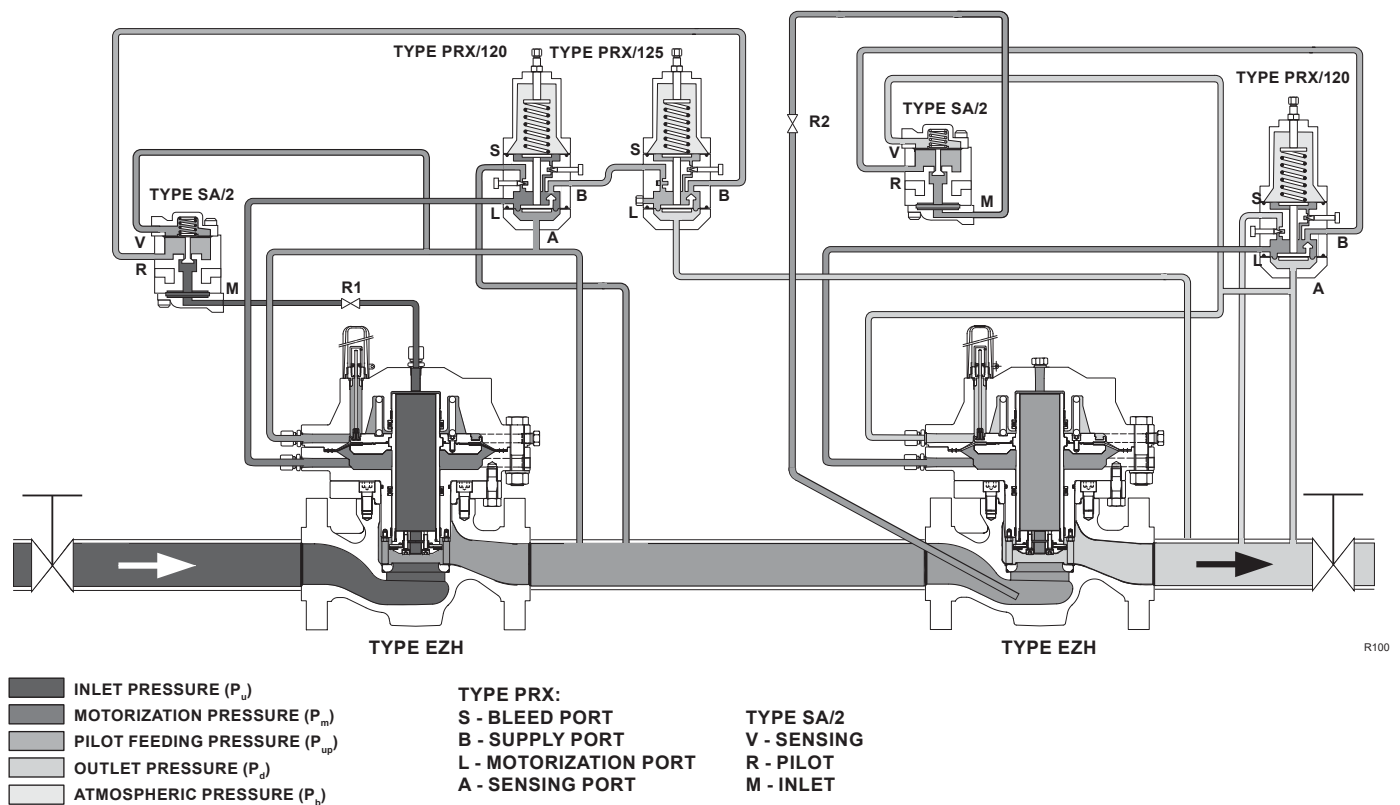 TYPE PRX/120 TYPE PRX/125
TYPE PRX/120
R2
TYPE SA/2
S
S
V
B
B
R
M
S
TYPE SA/2
L
L
B
V
A
L
R
M
R1
A
TYPE EZH
TYPE EZH
R100
INLET PRESSURE (Pu)
MOTORIZATION PRESSURE (Pm)
PILOT FEEDING PRESSURE (Pup)
OUTLET PRESSURE (Pd)
ATMOSPHERIC PRESSURE (Pb)
TYPE PRX:
S - BLEED PORT
B - SUPPLY PORT
L - MOTORIZATION PORT
A - SENSING PORT
TYPE SA/2
V - SENSING
R - PILOT
M - INLET